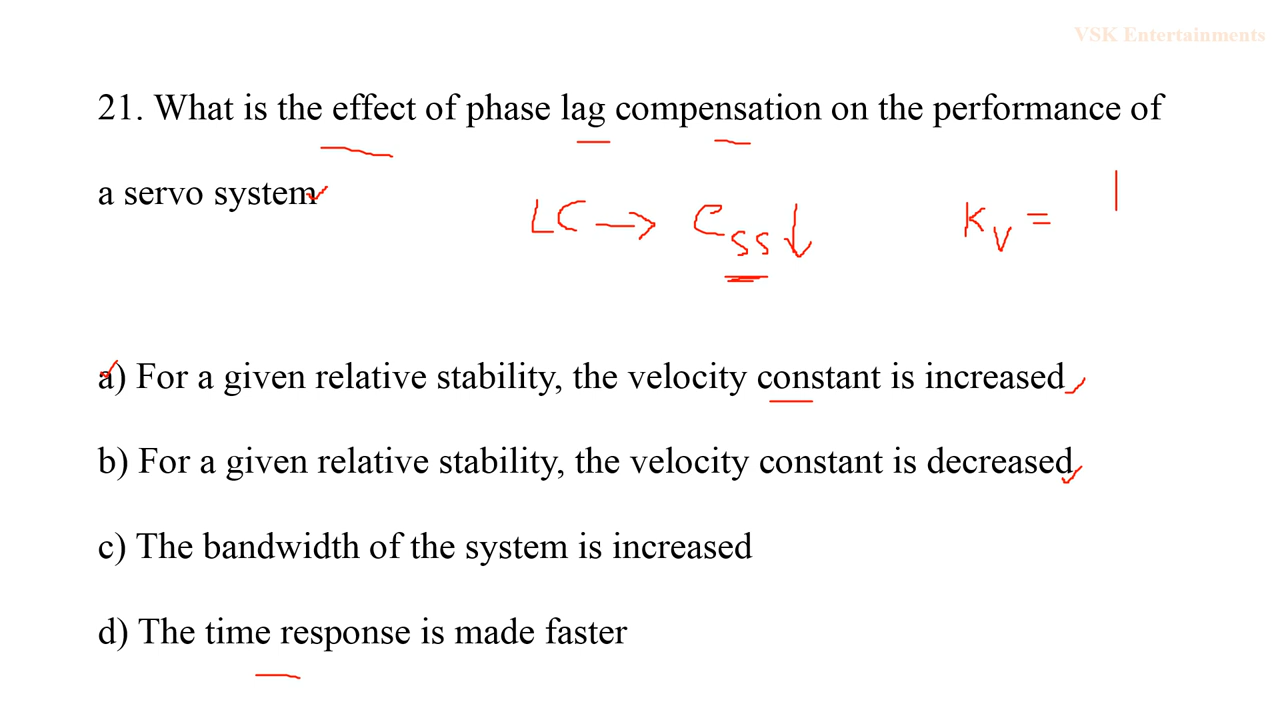 VSK Entertainments
21. What is the effect of phase lag compensation on the performance of
a servo system
LC → ess ↓ Kv =
a) For a given relative stability, the velocity constant is increased
b) For a given relative stability, the velocity constant is decreased
c) The bandwidth of the system is increased
d) The time response is made faster